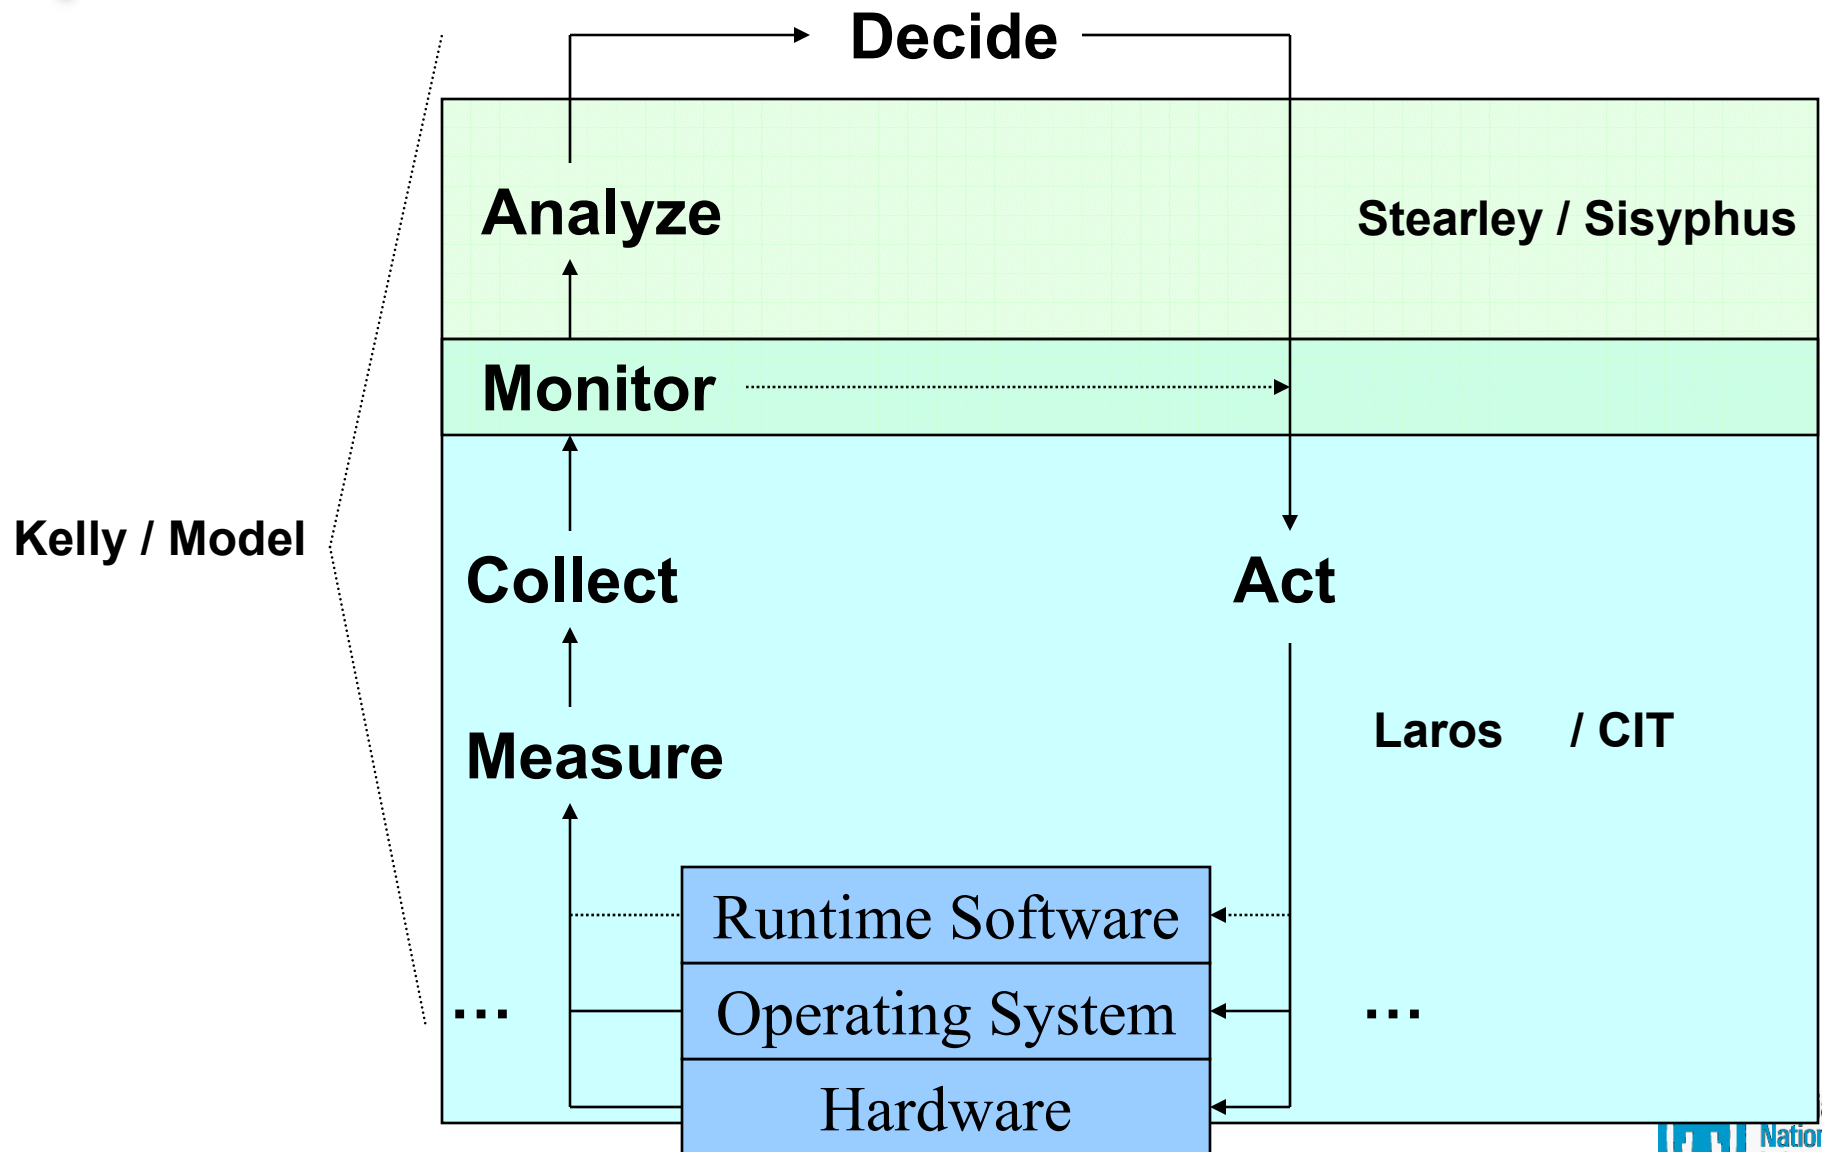 Decide
Analyze
Stearley / Sisyphus
Monitor
Kelly / Model
Collect
Act
Laros / CIT
Measure
Runtime Software
... Operating System ...
Hardware